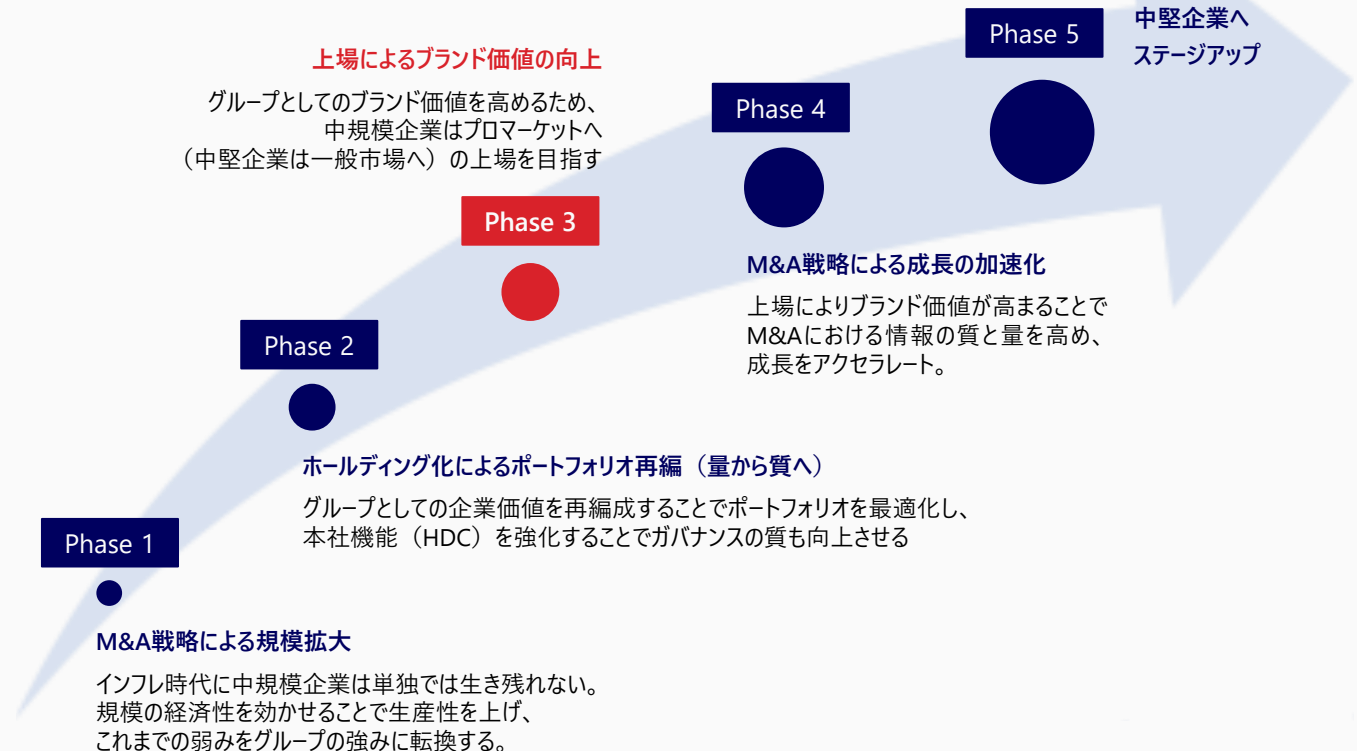 Phase 1
M&A戦略による規模拡大
インフレ時代に中規模企業は単独では生き残れない。
規模の経済性を効かせることで生産性を上げ、
これまでの弱みをグループの強みに転換する。
Phase 2
ホールディング化によるポートフォリオ再編（量から質へ）
グループとしての企業価値を再編成することでポートフォリオを最適化し、
本社機能（HDC）を強化することでガバナンスの質も向上させる
上場によるブランド価値の向上
グループとしてのブランド価値を高めるため、
中規模企業はプロマーケットへ
（中堅企業は一般市場へ）の上場を目指す
Phase 3
Phase 4
M&A戦略による成長の加速化
上場によりブランド価値が高まることで
M&Aにおける情報の質と量を高め、
成長をアクセラレート。
Phase 5
中堅企業へ
ステージアップ